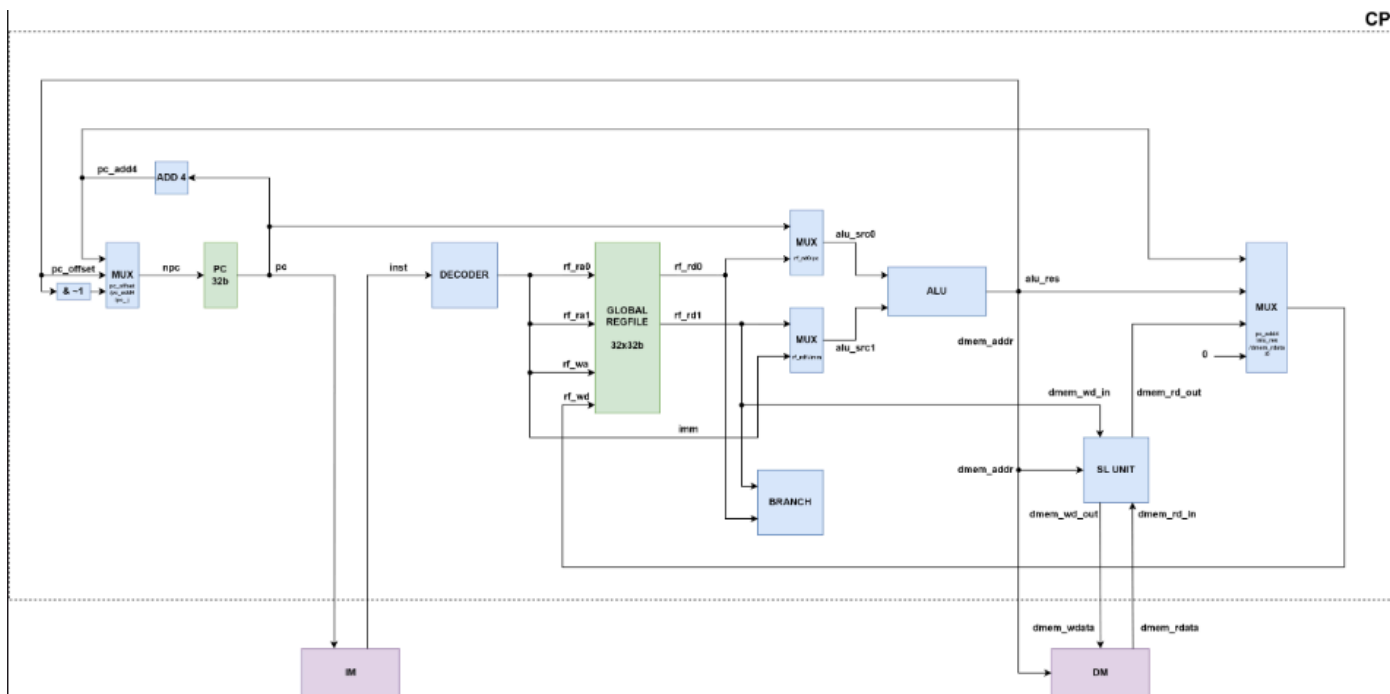 CP
pc_add4
ADD 4
pc_offset
& ~1
MUX
npc
PC
32b
pc
inst
DECODER
rf_ra0
rf_ra1
rf_wa
rf_wd
GLOBAL
REGFILE
32x32b
rf_rd0
rf_rd1
imm
MUX
alu_src0
MUX
alu_src1
ALU
alu_res
dmem_addr
BRANCH
dmem_wd_in
dmem_rd_out
dmem_addr
SL UNIT
dmem_wd_out
dmem_rd_in
0
MUX
dmem_wdata
dmem_rdata
IM
DM